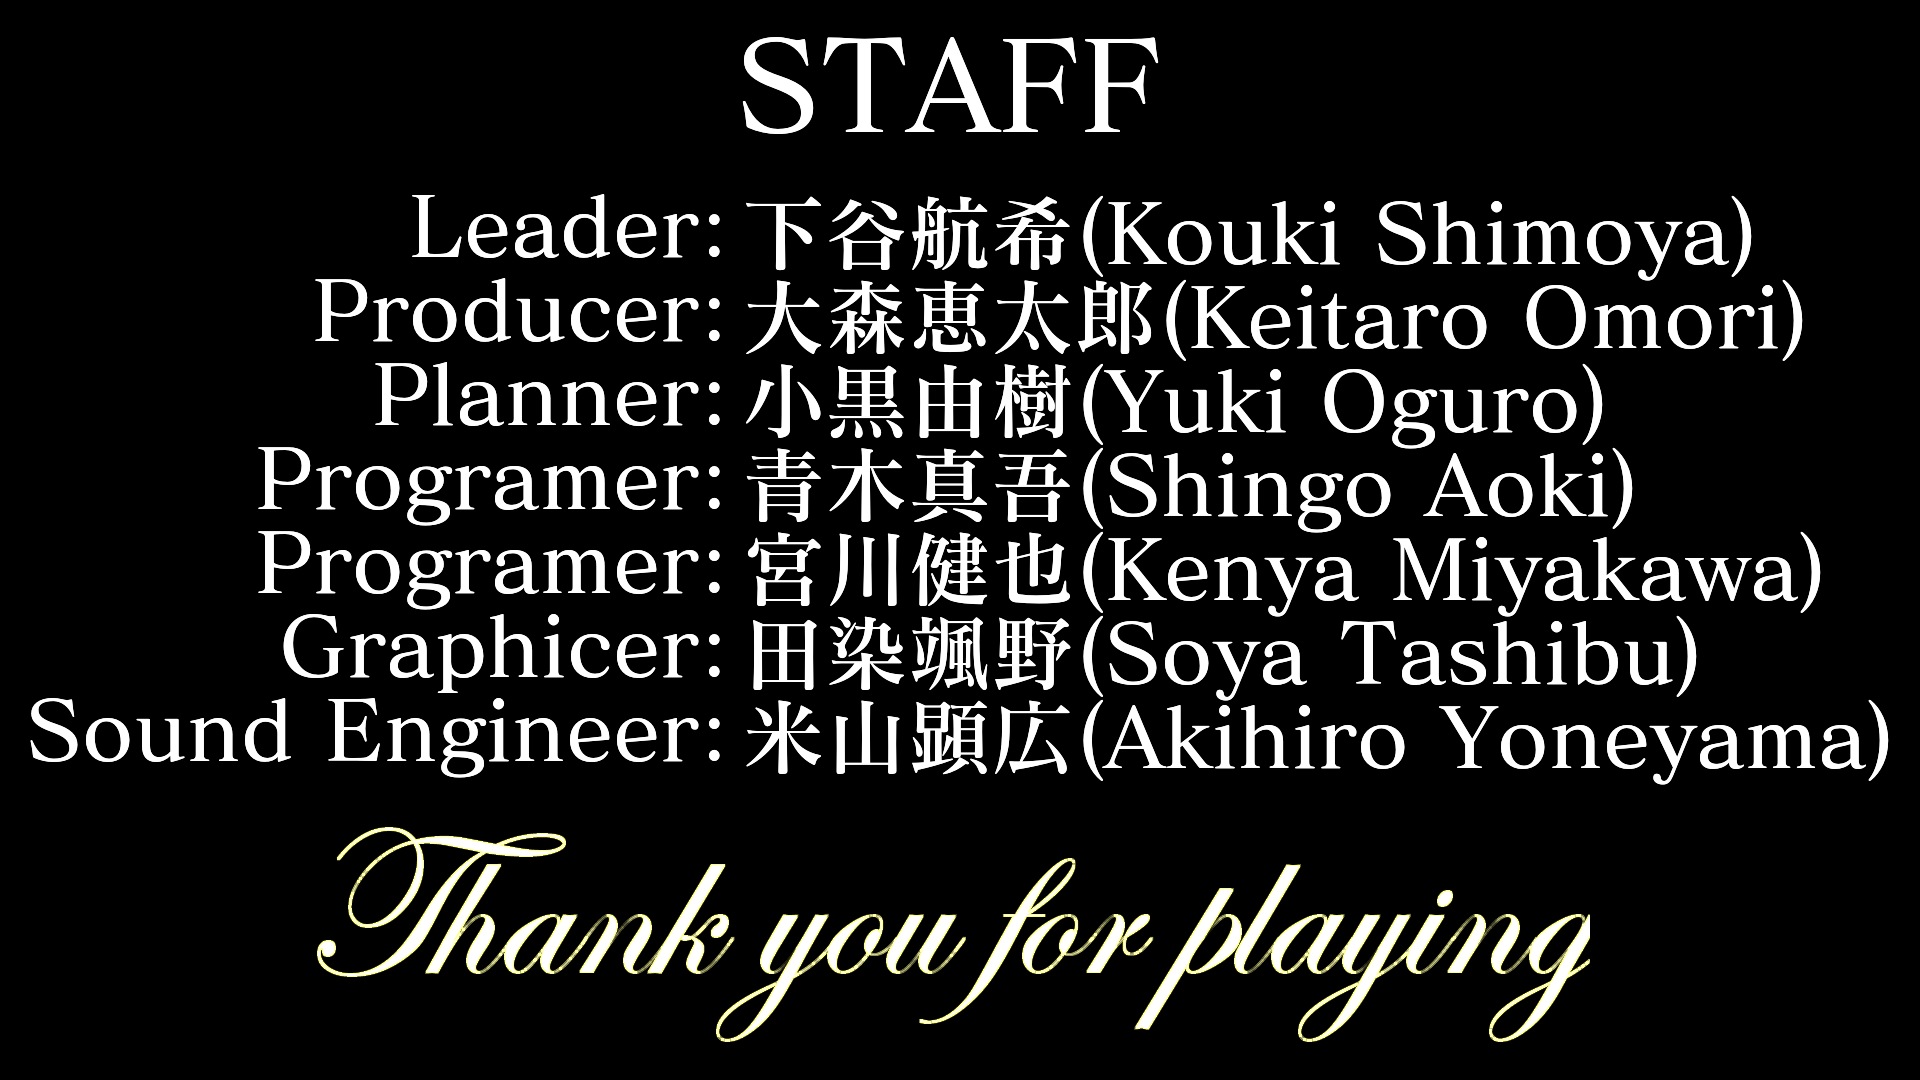 STAFF
Leader:下谷航希(Kouki Shimoya)
Producer:大森恵太郎(Keitaro Omori)
Planner:小黒由樹(Yuki Oguro)
Programer:青木真吾(Shingo Aoki)
Programer:宮川健也(Kenya Miyakawa)
Graphicer:田染颯野(Soya Tashibu)
Sound Engineer:米山顕広(Akihiro Yoneyama)
Thank you for playing